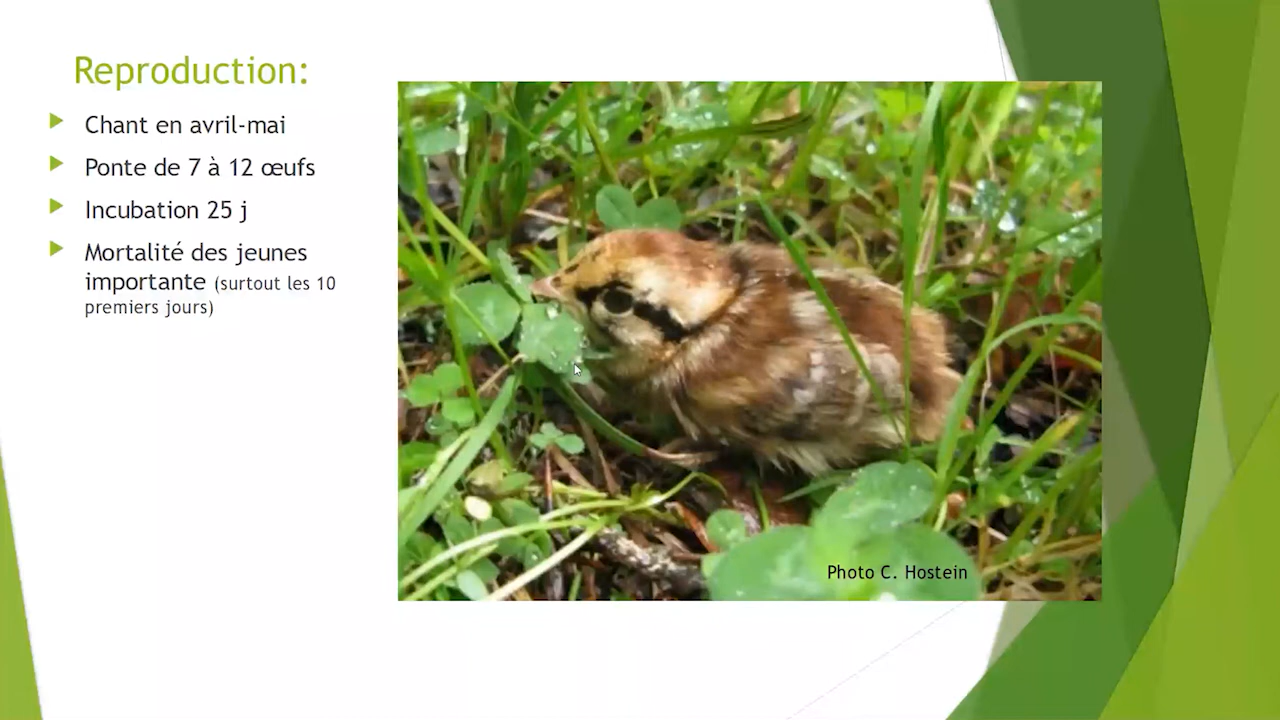 Reproduction:
Chant en avril-mai
Ponte de 7 à 12 œufs
Incubation 25 j
Mortalité des jeunes
importante (surtout les 10
premiers jours)
Photo C. Hostein